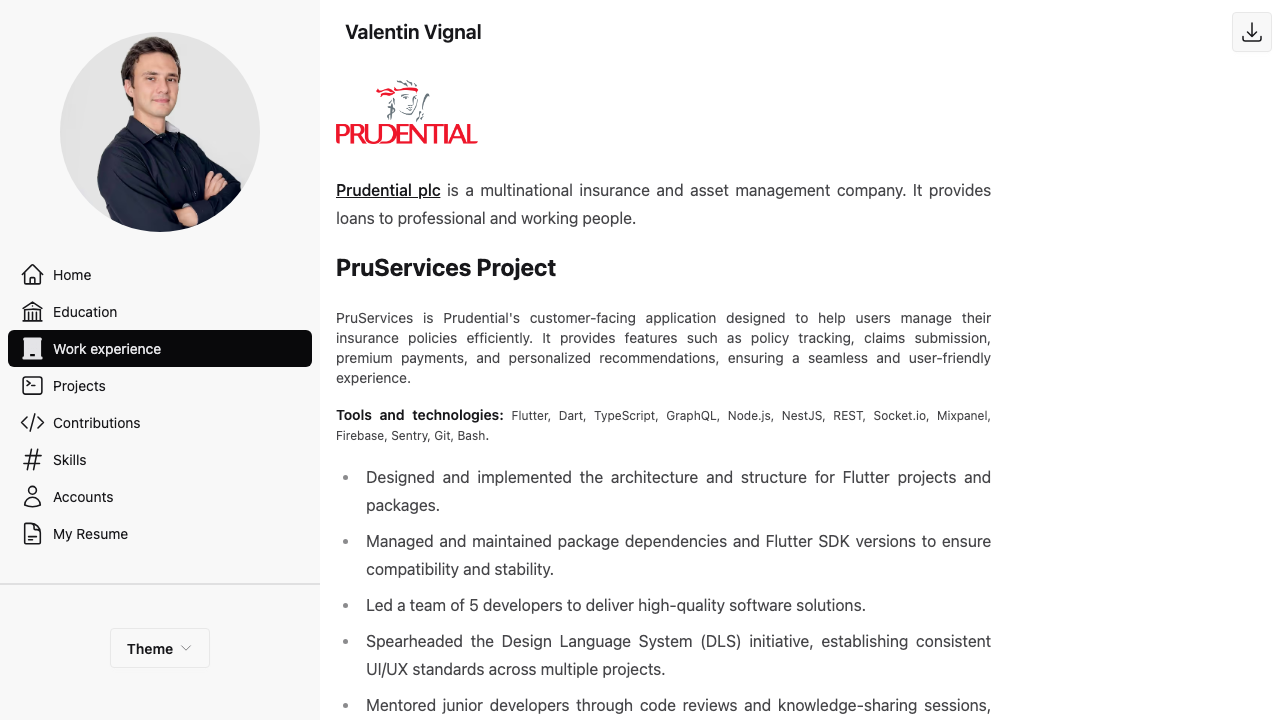 Valentin Vignal
PRUDENTIAL
Prudential plc is a multinational insurance and asset management company. It provides
loans to professional and working people.
PruServices Project
PruServices is Prudential's customer-facing application designed to help users manage their
insurance policies efficiently. It provides features such as policy tracking, claims submission,
premium payments, and personalized recommendations, ensuring a seamless and user-friendly
experience.
Tools and technologies: Flutter, Dart, TypeScript, GraphQL, Node.js, NestJS, REST, Socket.io, Mixpanel,
Firebase, Sentry, Git, Bash.
Designed and implemented the architecture and structure for Flutter projects and
packages.
Managed and maintained package dependencies and Flutter SDK versions to ensure
compatibility and stability.
Led a team of 5 developers to deliver high-quality software solutions.
Spearheaded the Design Language System (DLS) initiative, establishing consistent
UI/UX standards across multiple projects.
Mentored junior developers through code reviews and knowledge-sharing sessions,
Home
Education
Work experience
Projects
Contributions
Skills
Accounts
My Resume
Theme